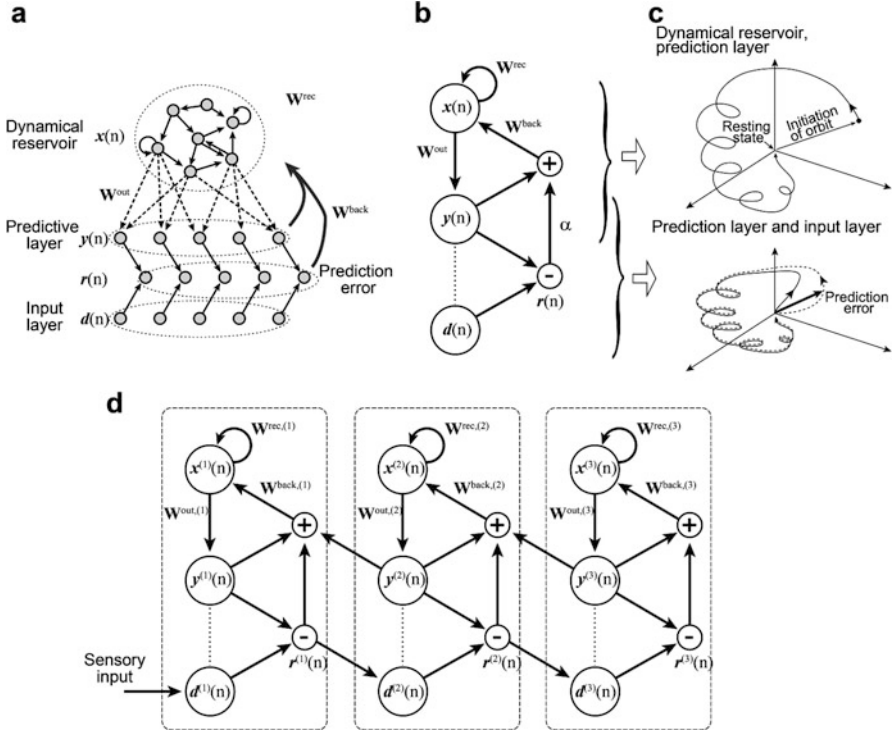 a
Dynamical
reservoir
x(n)
W^rec
W^out
W^back
Predictive
layer
y(n)
r(n)
Prediction
error
Input
layer
d(n)
b
W^rec
x(n)
W^back
W^out
+
y(n)
α
-
r(n)
d(n)
c
Dynamical reservoir,
prediction layer
Resting
state
Initiation
of orbit
Prediction layer and input layer
Prediction
error
d
W^rec,(1)
x^(1)(n)
W^back,(1)
W^out,(1)
+
y^(1)(n)
-
r^(1)(n)
Sensory
input
d^(1)(n)
W^rec,(2)
x^(2)(n)
W^back,(2)
W^out,(2)
+
y^(2)(n)
-
r^(2)(n)
d^(2)(n)
W^rec,(3)
x^(3)(n)
W^back,(3)
W^out,(3)
+
y^(3)(n)
-
r^(3)(n)
d^(3)(n)